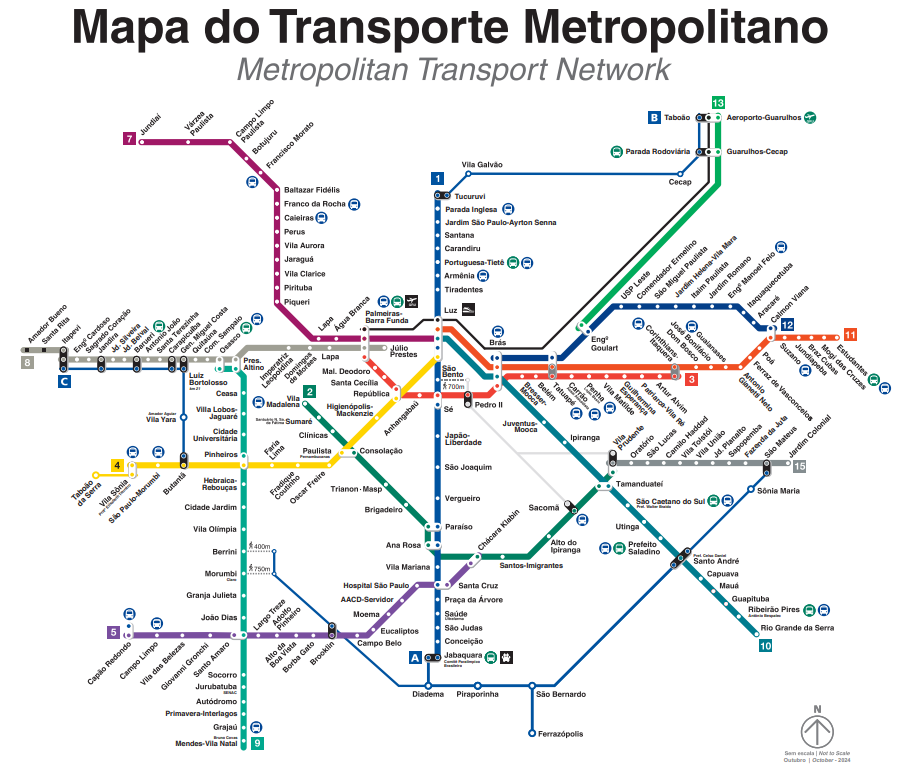 Mapa do Transporte Metropolitano
Metropolitan Transport Network
13
B
Taboão
Aeroporto-Guarulhos
Parada Rodoviária
Guarulhos-Cecap
7
Jundiaí
Várzea
Paulista
Campo Limpo
Paulista
Botujuru
Francisco Morato
Baltazar Fidélis
Franco da Rocha
Caieiras
Perus
Vila Aurora
Jaraguá
Vila Clarice
Pirituba
Piqueri
Lapa
Água Branca
Palmeiras-
Barra Funda
Vila Galvão
Cecap
1
Tucuruvi
Parada Inglesa
Jardim São Paulo-Ayrton Senna
Santana
Carandiru
Portuguesa-Tietê
Armênia
Tiradentes
Luz
Brás
USP Leste
Comendador Ermelino
São Miguel Paulista
Jardim Helena-Vila Mara
Itaim Paulista
Jardim Romano
Engº Manoel Feio
Itaquaquecetuba
Aracaré
Calmon Viana
12
11
Engº
Goulart
Amador Bueno
Santa Rita
Itapevi
Engº Cardoso
Sagrado Coração
Jandira
Jd. Silveira
Jd. Belval
Barueri
Antonio João
Santa Terezinha
Carapicuíba
Gen. Miguel Costa
Quitaúna
Com. Sampaio
Osasco
8
C
Pres.
Altino
Imperatriz
Leopoldina
Domingos
de Moraes
Lapa
Júlio
Prestes
Mal. Deodoro
Santa Cecília
República
Anhangabaú
São
Bento
700m
Sé
Pedro II
Bresser-
Mooca
Belém
Tatuapé
Carrão
Penha
Vila Matilde
Guilhermina-
Esperança
Patriarca-Vila Ré
Artur Alvim
Corinthians-
Itaquera
3
Dom Bosco
José Bonifácio
Guaianases
Antonio
Gianetti Neto
Ferraz de Vasconcelos
Poá
Suzano
Jundiapeba
Braz Cubas
Mogi das Cruzes
Estudantes
Luiz
Bortolosso
Ceasa
Vila Yara
Villa Lobos-
Jaguaré
Cidade
Universitária
Pinheiros
Butantã
4
Taboão
da Serra
Vila Sônia
São Paulo-Morumbi
2
Vila
Madalena
Sumaré
Clínicas
Higienópolis-
Mackenzie
Paulista
Consolação
Faria
Lima
Fradique
Coutinho
Oscar Freire
Trianon-Masp
Brigadeiro
Japão-
Liberdade
São Joaquim
Vergueiro
Paraíso
Ana Rosa
Vila Mariana
Chácara Klabin
Santa Cruz
Praça da Árvore
Saúde
São Judas
Conceição
A
Jabaquara
Juventus-
Mooca
Ipiranga
Vila
Prudente
Oratório
São Lucas
Camilo Haddad
Vila Tolstói
Vila União
Jd. Planalto
Sapopemba
Fazenda da Juta
São Mateus
Jardim Colonial
15
Sônia Maria
Tamanduateí
Sacomã
Alto do
Ipiranga
Santos-Imigrantes
São Caetano do Sul
Utinga
Prefeito
Saladino
Santo André
Capuava
Mauá
Guapituba
Ribeirão Pires
Rio Grande da Serra
10
Hebraica-
Rebouças
Cidade Jardim
Vila Olímpia
Berrini
400m
Morumbi
750m
Granja Julieta
João Dias
Hospital São Paulo
AACD-Servidor
Moema
Eucaliptos
Campo Belo
Brooklin
Borba Gato
Alto da
Boa Vista
Adolfo
Pinheiro
Largo Treze
5
Capão Redondo
Campo Limpo
Vila das Belezas
Giovanni Gronchi
Santo Amaro
Socorro
Jurubatuba
SENAC
Autódromo
Primavera-Interlagos
Grajaú
Mendes-Vila Natal
9
Diadema
Piraporinha
São Bernardo
Ferrazópolis
N
Sem escala | Not to Scale
Outubro | October - 2024